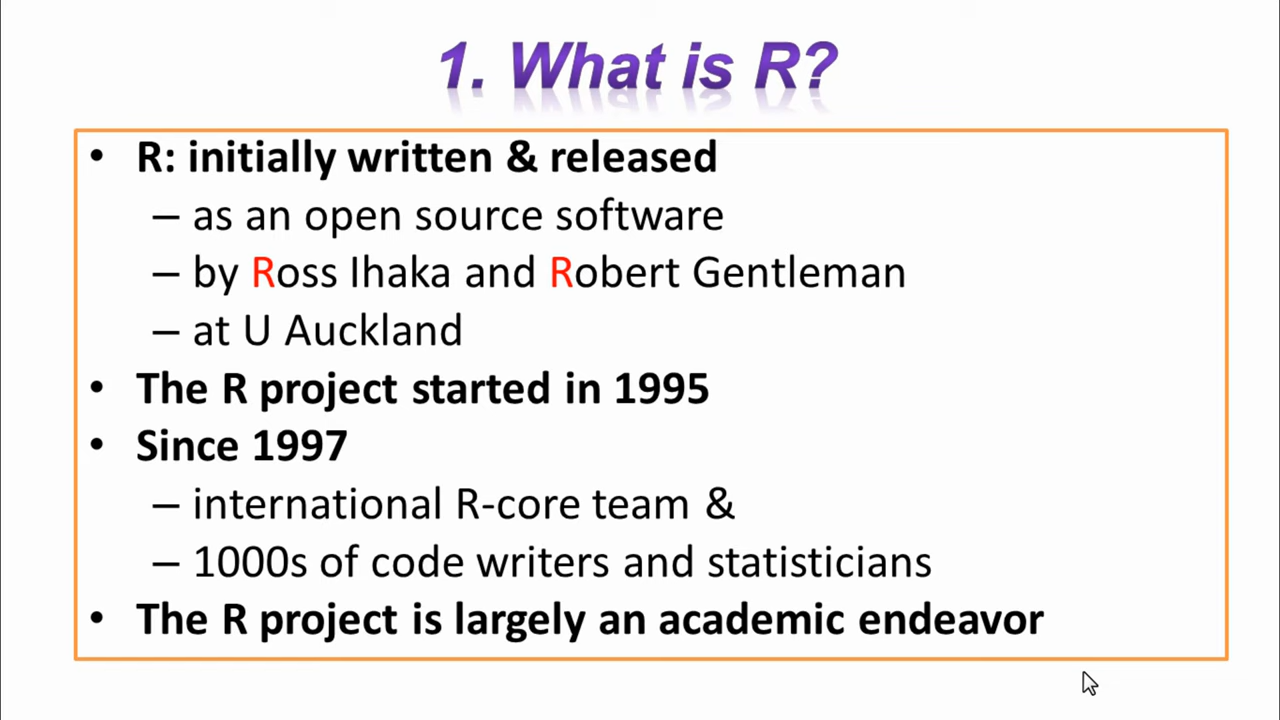 1. What is R?
• R: initially written & released
– as an open source software
– by Ross Ihaka and Robert Gentleman
– at U Auckland
• The R project started in 1995
• Since 1997
– international R-core team &
– 1000s of code writers and statisticians
• The R project is largely an academic endeavor